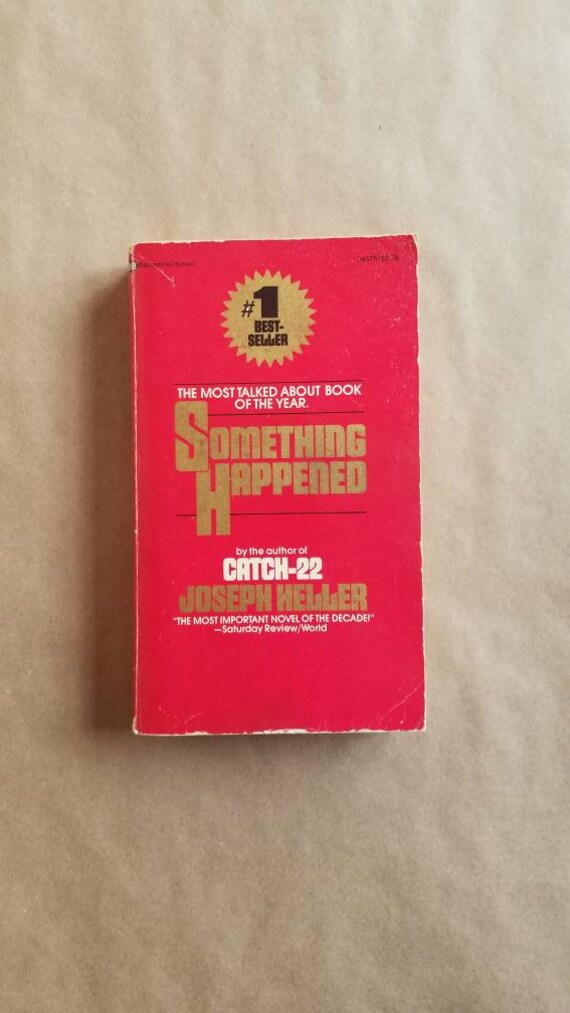 #1
BEST-
SELLER
THE MOST TALKED ABOUT BOOK
OF THE YEAR.
SOMETHING
HAPPENED
by the author of
CATCH-22
JOSEPH HELLER
"THE MOST IMPORTANT NOVEL OF THE DECADE!"
—Saturday Review/World